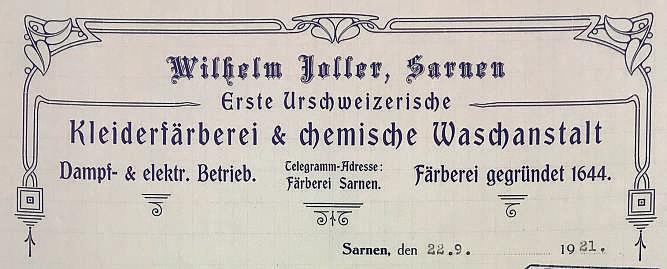 Wilhelm Joller, Sarnen
Erste Urschweizerische
Kleiderfärberei & chemische Waschanstalt
Dampf- & elektr. Betrieb.
Telegramm-Adresse:
Färberei Sarnen.
Färberei gegründet 1644.
Sarnen, den 22.9. 1921.